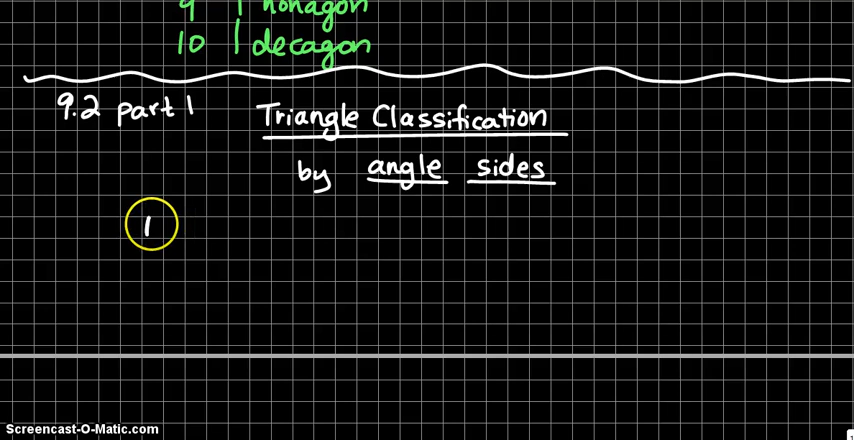 9 | nonagon
10 | decagon
9.2 part 1 Triangle Classification
by angle sides
1
Screencast-O-Matic.com